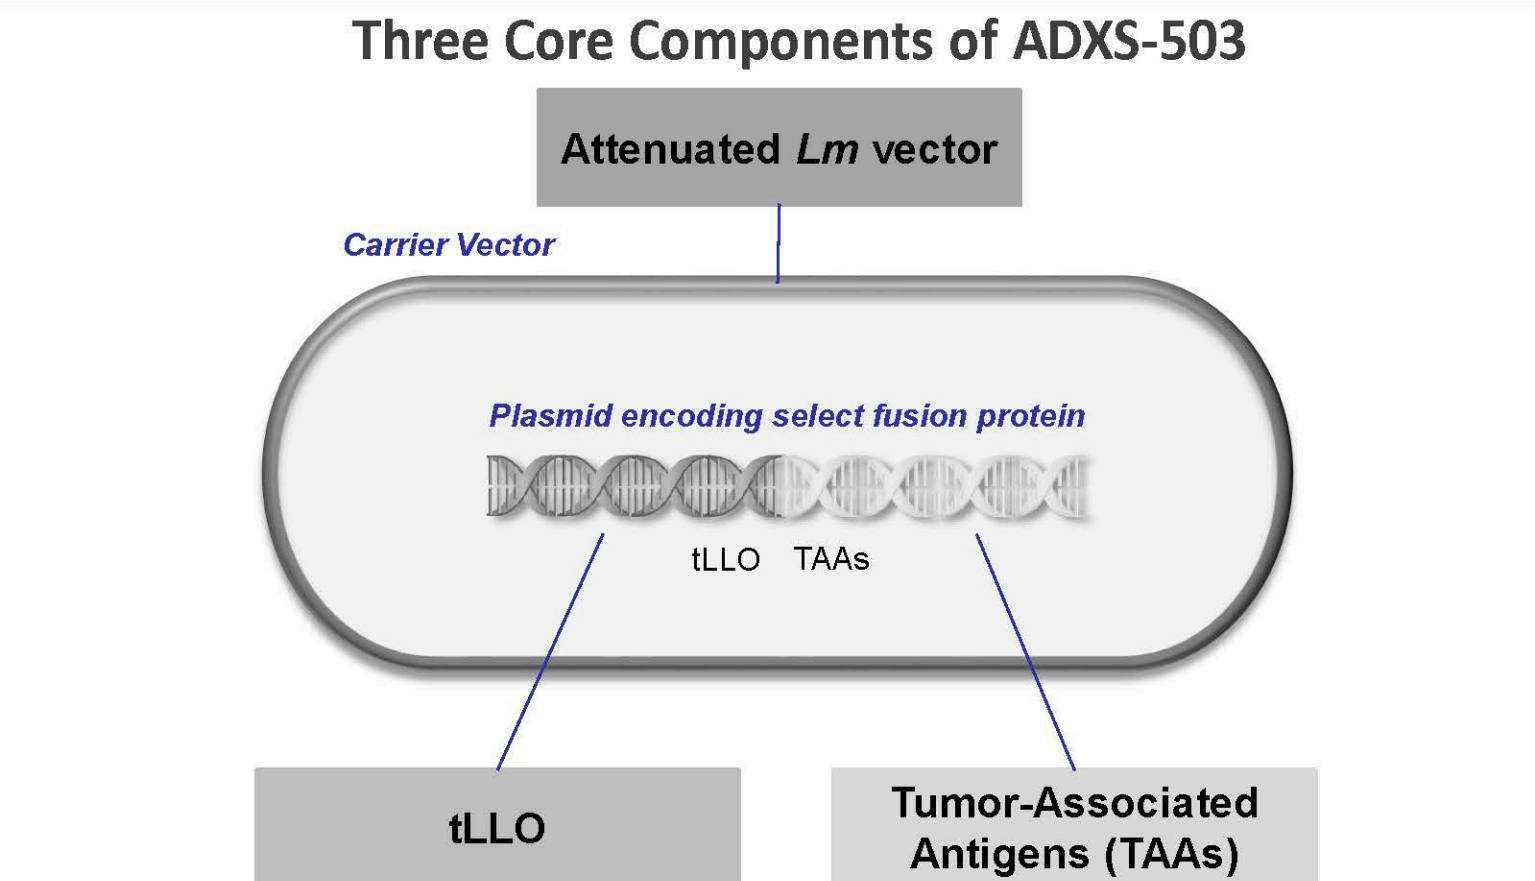 Three Core Components of ADXS-503
Attenuated Lm vector
Carrier Vector
Plasmid encoding select fusion protein
tLLO TAAs
tLLO
Tumor-Associated
Antigens (TAAs)